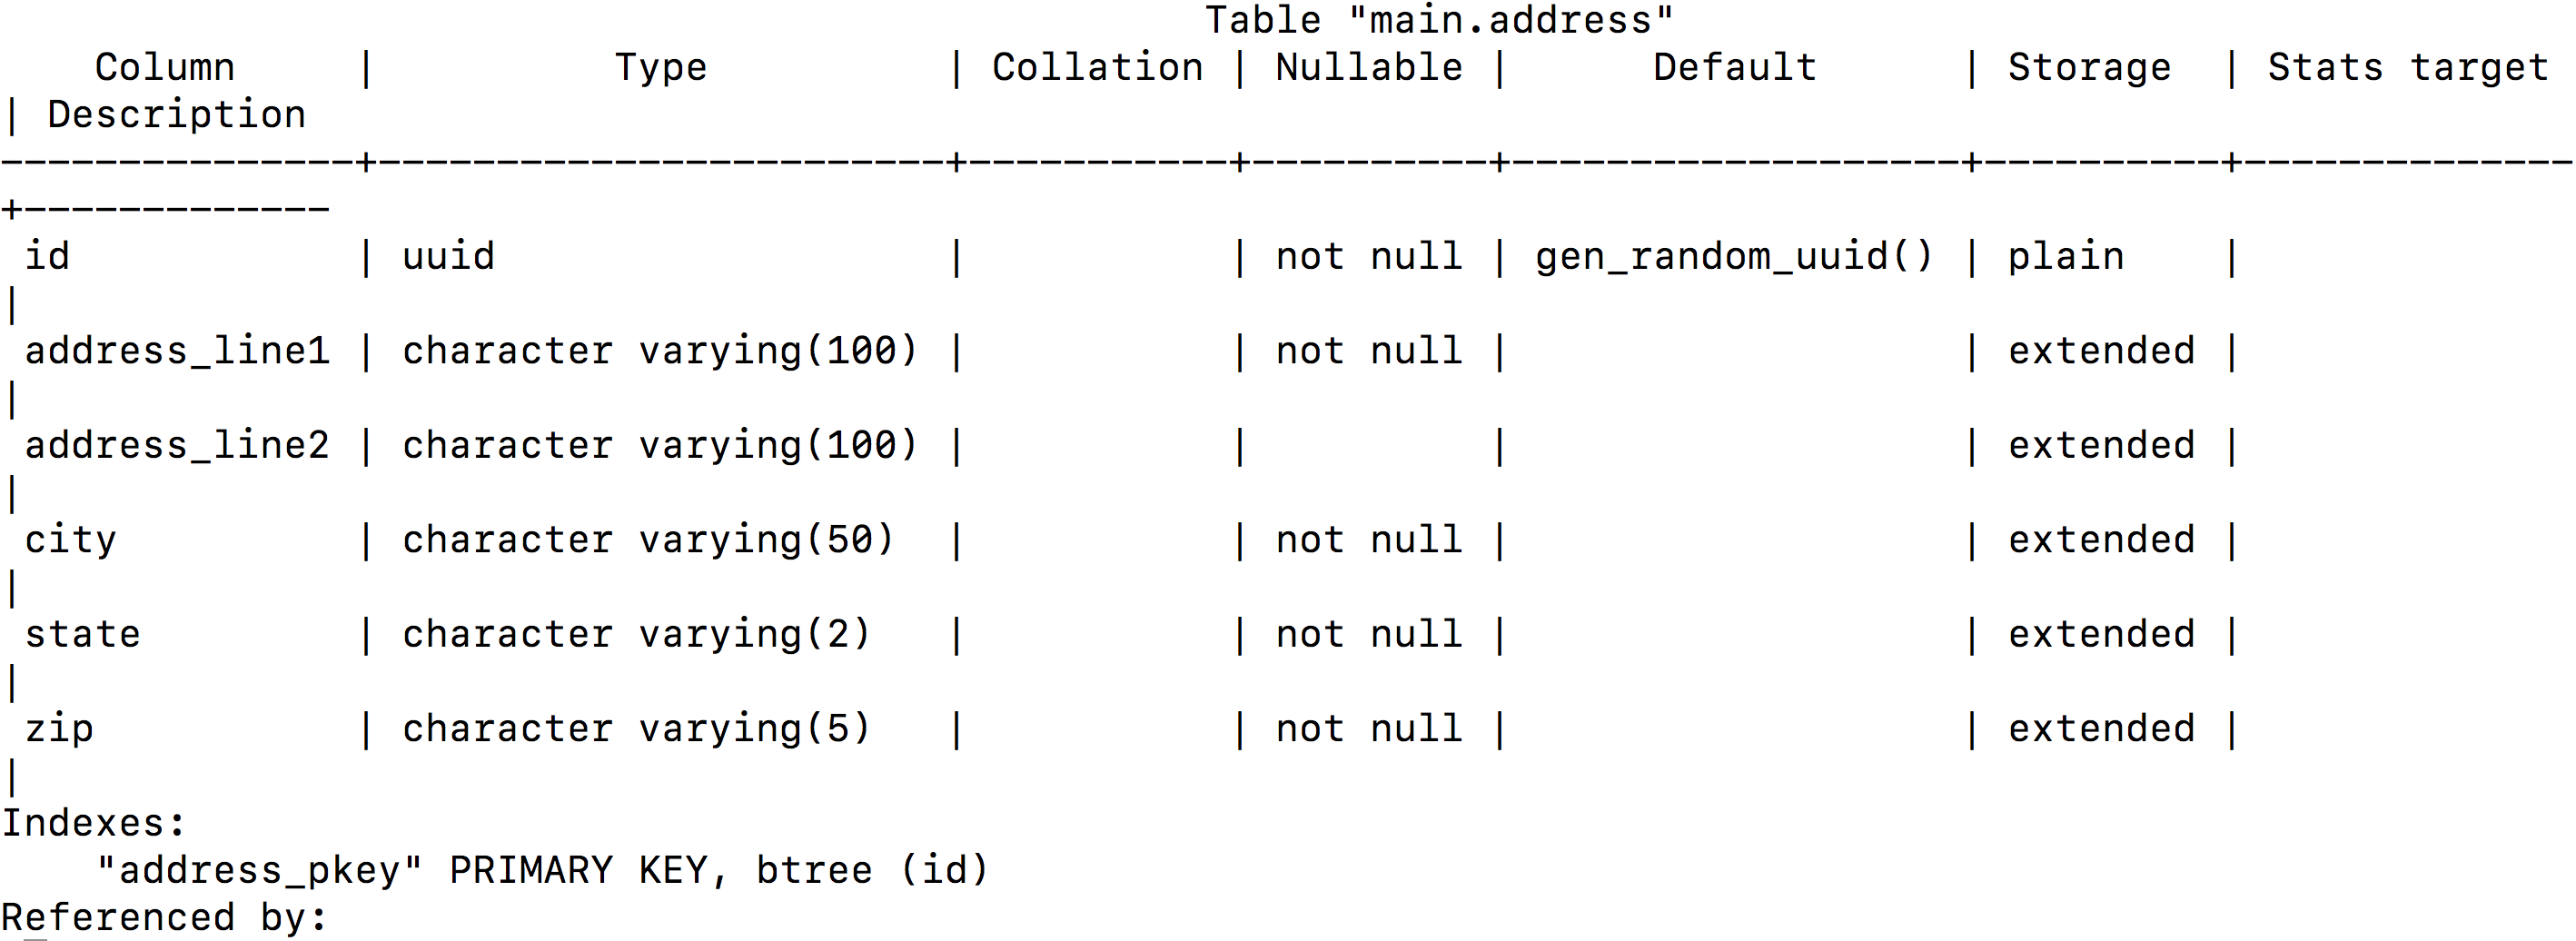 Table "main.address"
Column | Type | Collation | Nullable | Default | Storage | Stats target
| Description
---------------+------------------------+-----------+----------+-------------------+----------+--------------
+-------------
id | uuid | | not null | gen_random_uuid() | plain |
|
address_line1 | character varying(100) | | not null | | extended |
|
address_line2 | character varying(100) | | | | extended |
|
city | character varying(50) | | not null | | extended |
|
state | character varying(2) | | not null | | extended |
|
zip | character varying(5) | | not null | | extended |
|
Indexes:
"address_pkey" PRIMARY KEY, btree (id)
Referenced by: